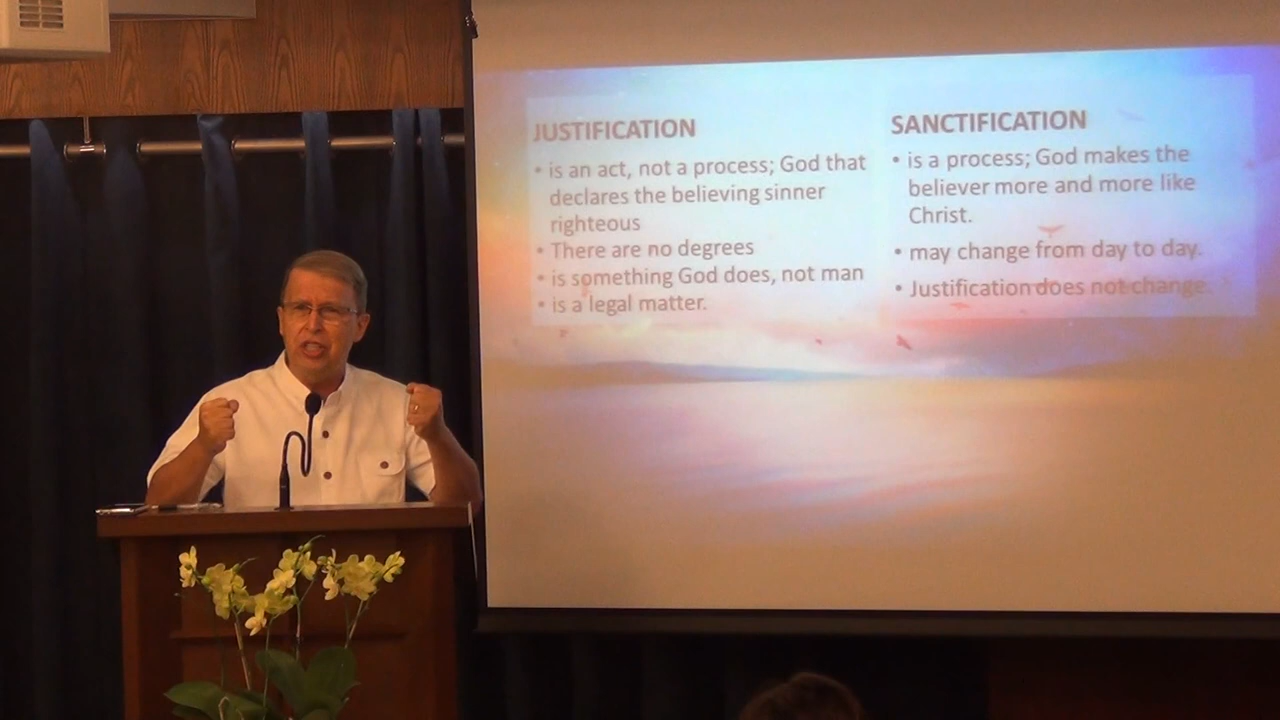 JUSTIFICATION
• is an act, not a process; God that
declares the believing sinner
righteous
• There are no degrees
• is something God does, not man
• is a legal matter.
SANCTIFICATION
• is a process; God makes the
believer more and more like
Christ.
• may change from day to day.
• Justification does not change.